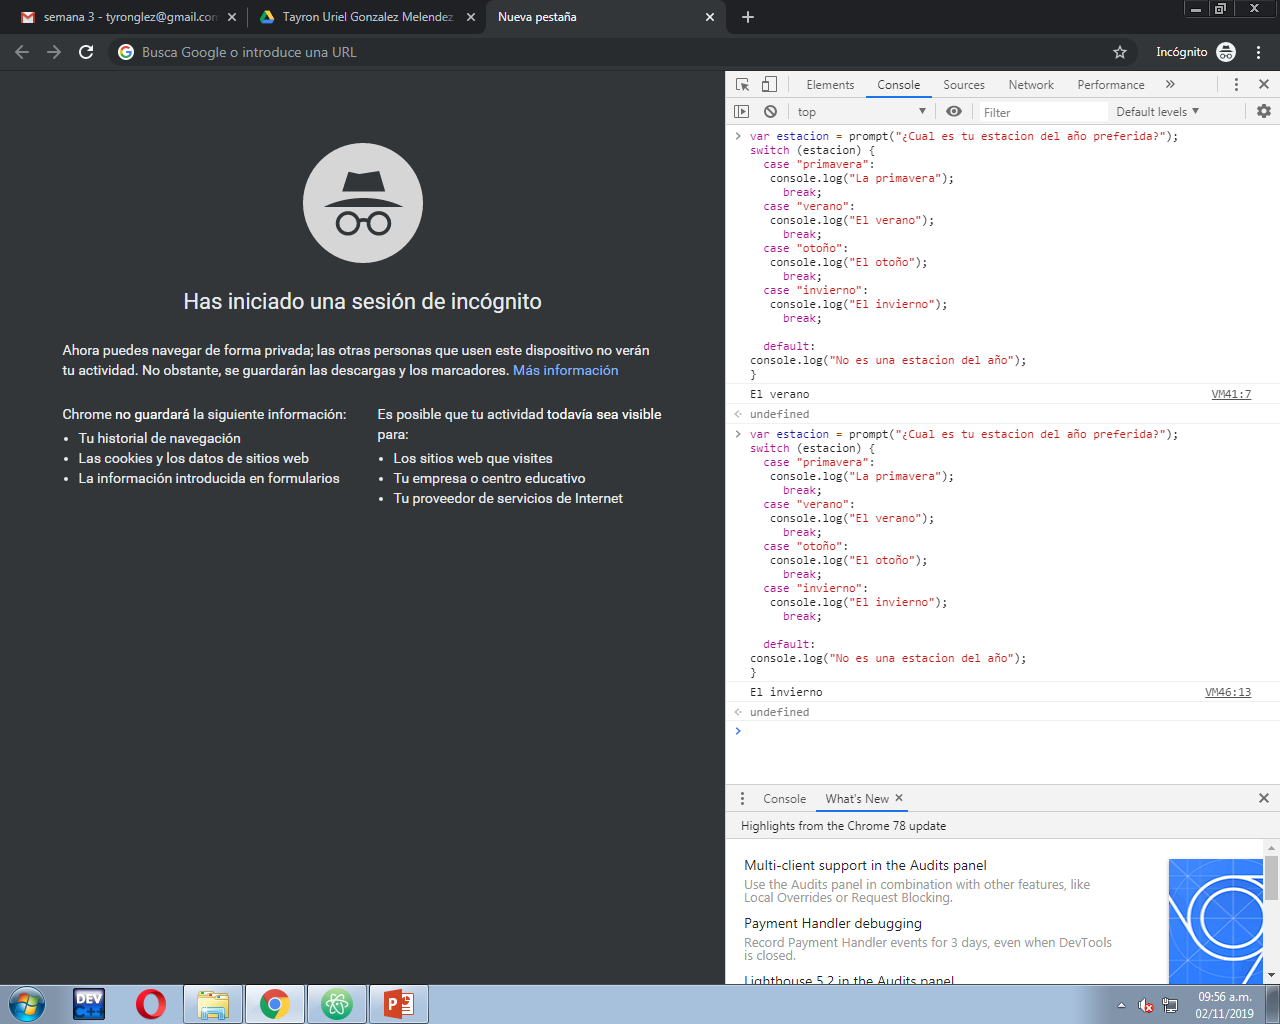 semana 3 - tyronglez@gmail.com
Tayron Uriel Gonzalez Melendez
Nueva pestaña
Busca Google o introduce una URL
Incógnito
Has iniciado una sesión de incógnito
Ahora puedes navegar de forma privada; las otras personas que usen este dispositivo no verán
tu actividad. No obstante, se guardarán las descargas y los marcadores. Más información
Chrome no guardará la siguiente información:
• Tu historial de navegación
• Las cookies y los datos de sitios web
• La información introducida en formularios
Es posible que tu actividad todavía sea visible
para:
• Los sitios web que visites
• Tu empresa o centro educativo
• Tu proveedor de servicios de Internet
Elements Console Sources Network Performance
top Filter Default levels
var estacion = prompt("¿Cual es tu estacion del año preferida?");
switch (estacion) {
case "primavera":
console.log("La primavera");
break;
case "verano":
console.log("El verano");
break;
case "otoño":
console.log("El otoño");
break;
case "invierno":
console.log("El invierno");
break;
default:
console.log("No es una estacion del año");
}
El verano VM41:7
undefined
var estacion = prompt("¿Cual es tu estacion del año preferida?");
switch (estacion) {
case "primavera":
console.log("La primavera");
break;
case "verano":
console.log("El verano");
break;
case "otoño":
console.log("El otoño");
break;
case "invierno":
console.log("El invierno");
break;
default:
console.log("No es una estacion del año");
}
El invierno VM46:13
undefined
Console What's New
Highlights from the Chrome 78 update
Multi-client support in the Audits panel
Use the Audits panel in combination with other features, like
Local Overrides or Request Blocking.
Payment Handler debugging
Record Payment Handler events for 3 days, even when DevTools
is closed.
Lighthouse 5.2 in the Audits panel
DEV
C++
09:56 a.m.
02/11/2019